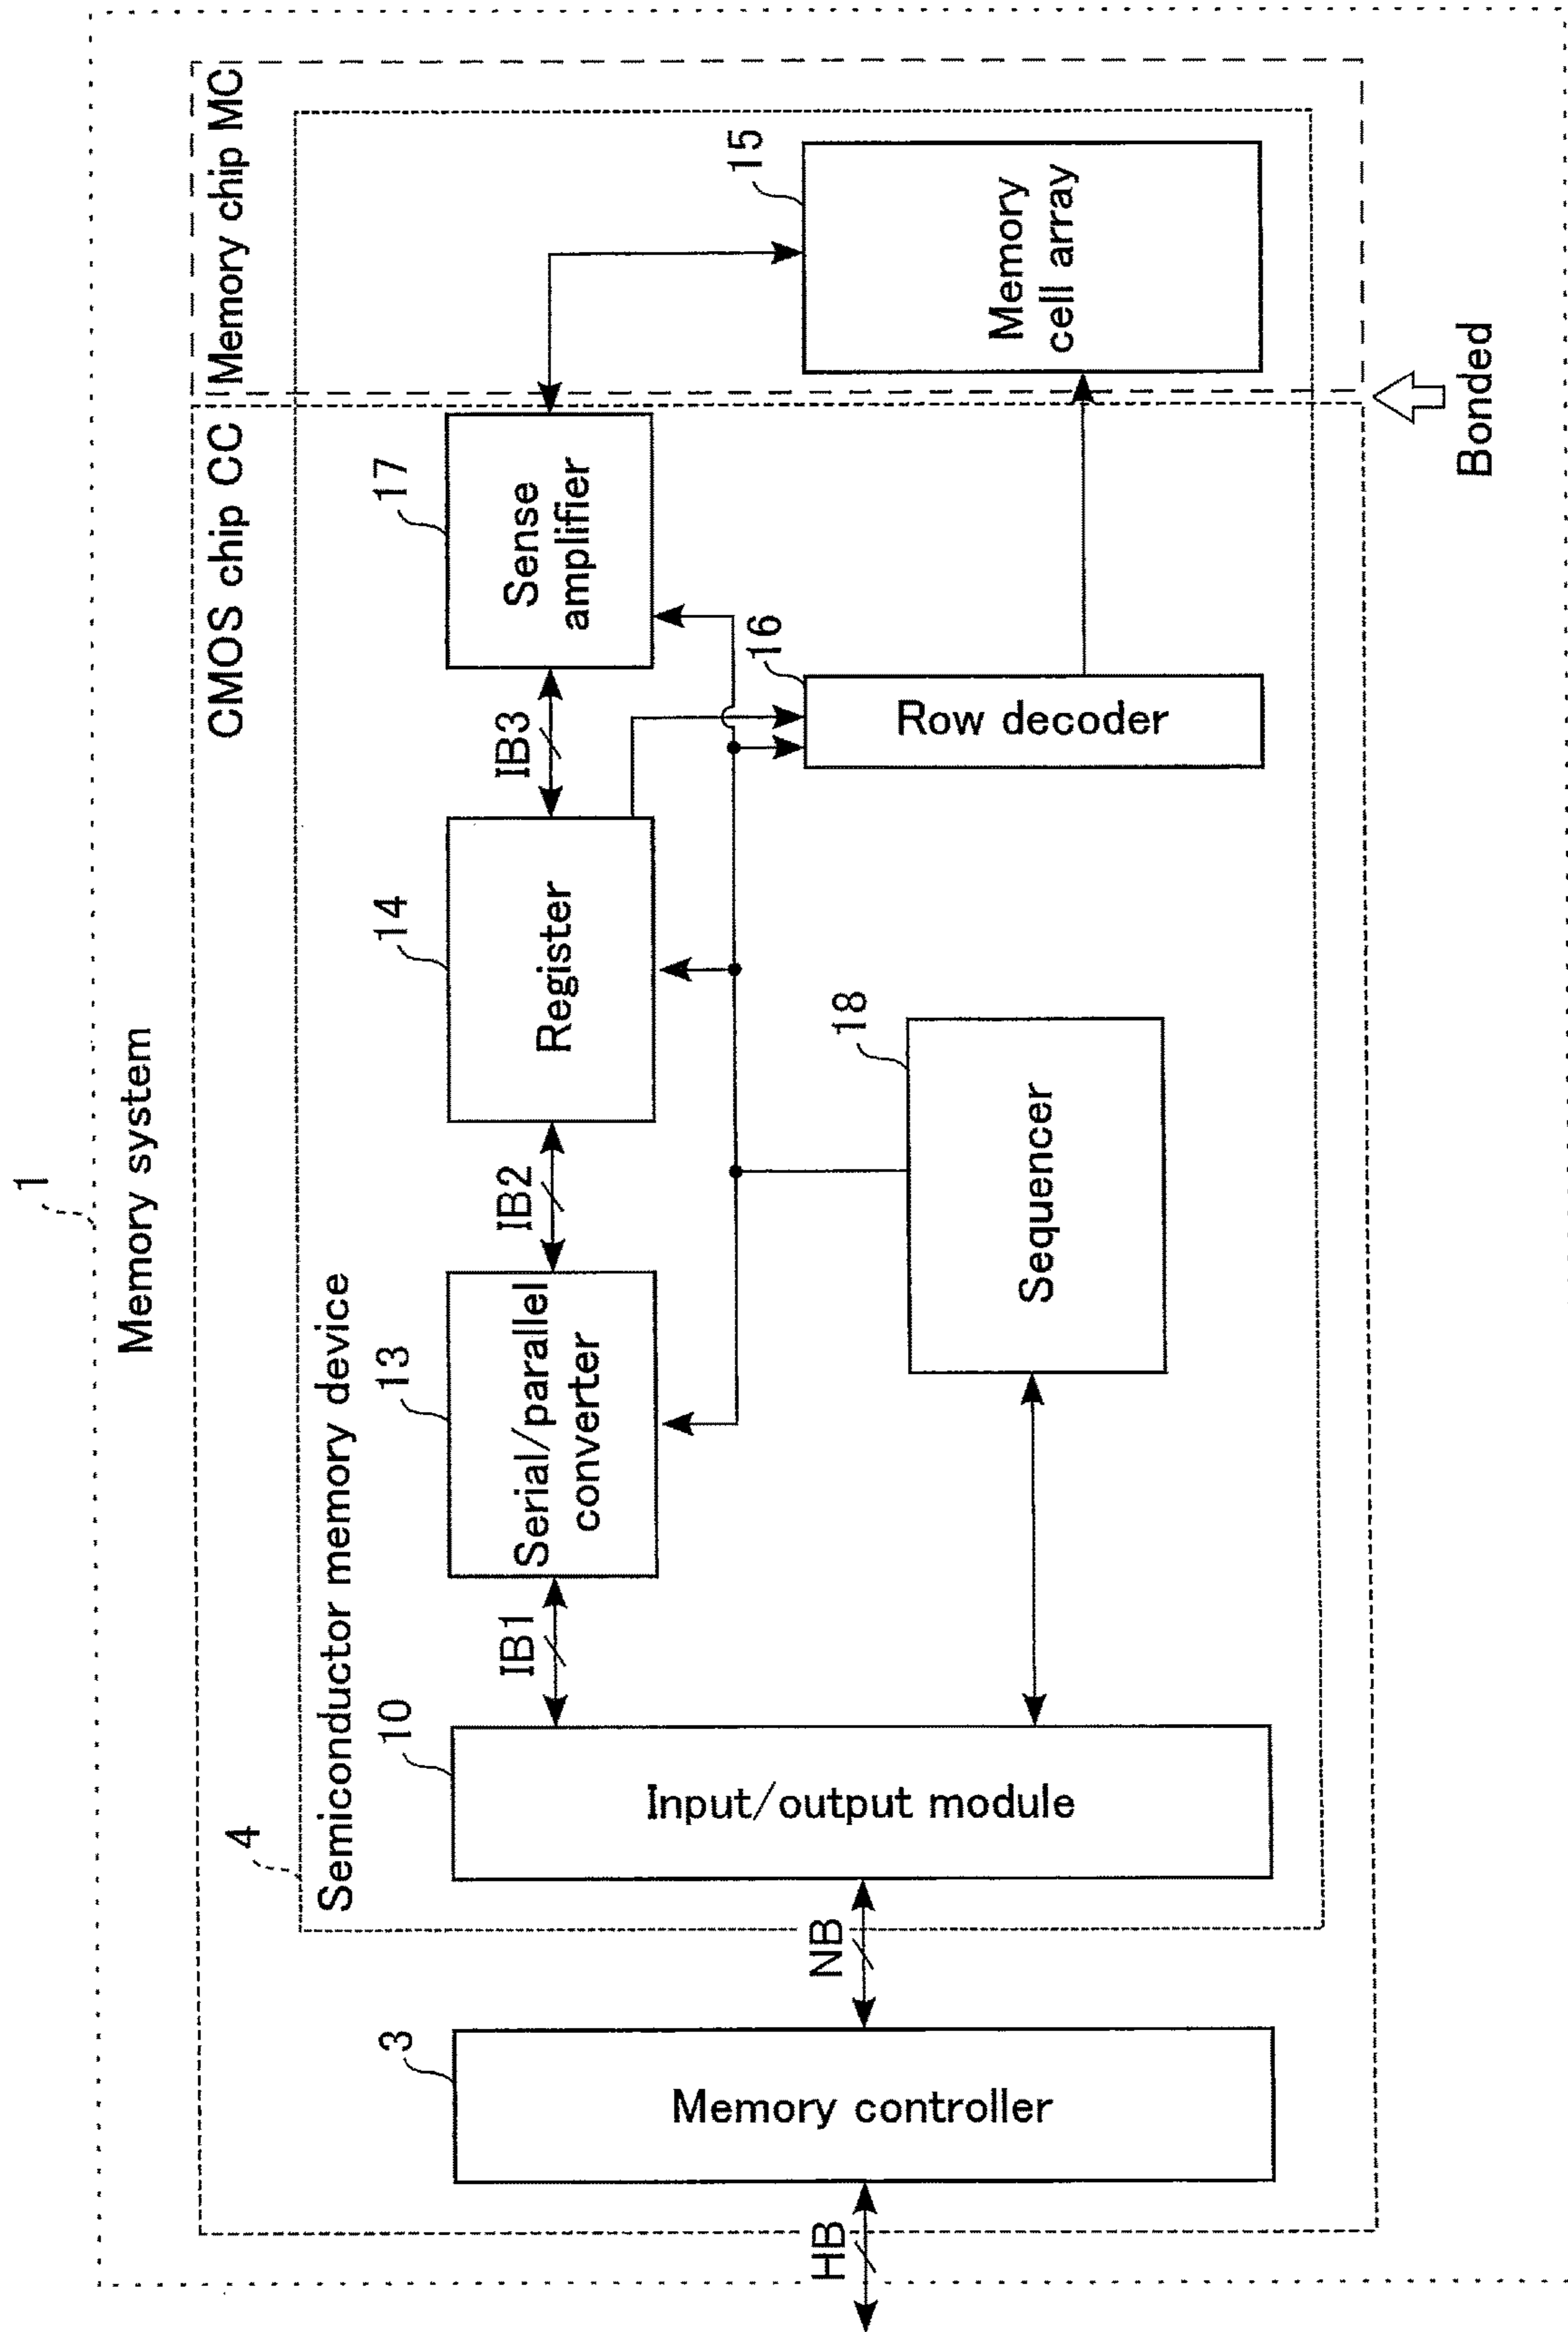 1
Memory system
CMOS chip CC
Memory chip MC
4
Semiconductor memory device
10
13
14
17
15
IB1
Serial/parallel
converter
IB2
Register
IB3
Sense
amplifier
16
3
HB
Memory controller
NB
Input/output module
18
Sequencer
Row decoder
Memory
cell array
Bonded